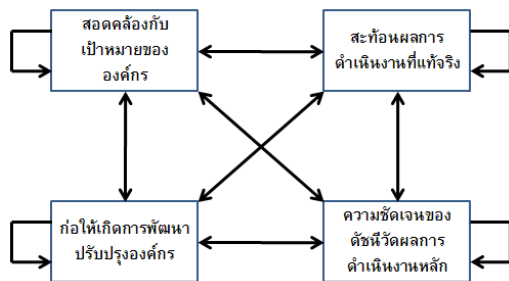 สอดคล้องกับ
เป้าหมายของ
องค์กร
สะท้อนผลการ
ดำเนินงานที่แท้จริง
ก่อให้เกิดการพัฒนา
ปรับปรุงองค์กร
ความชัดเจนของ
ดัชนีวัดผลการ
ดำเนินงานหลัก